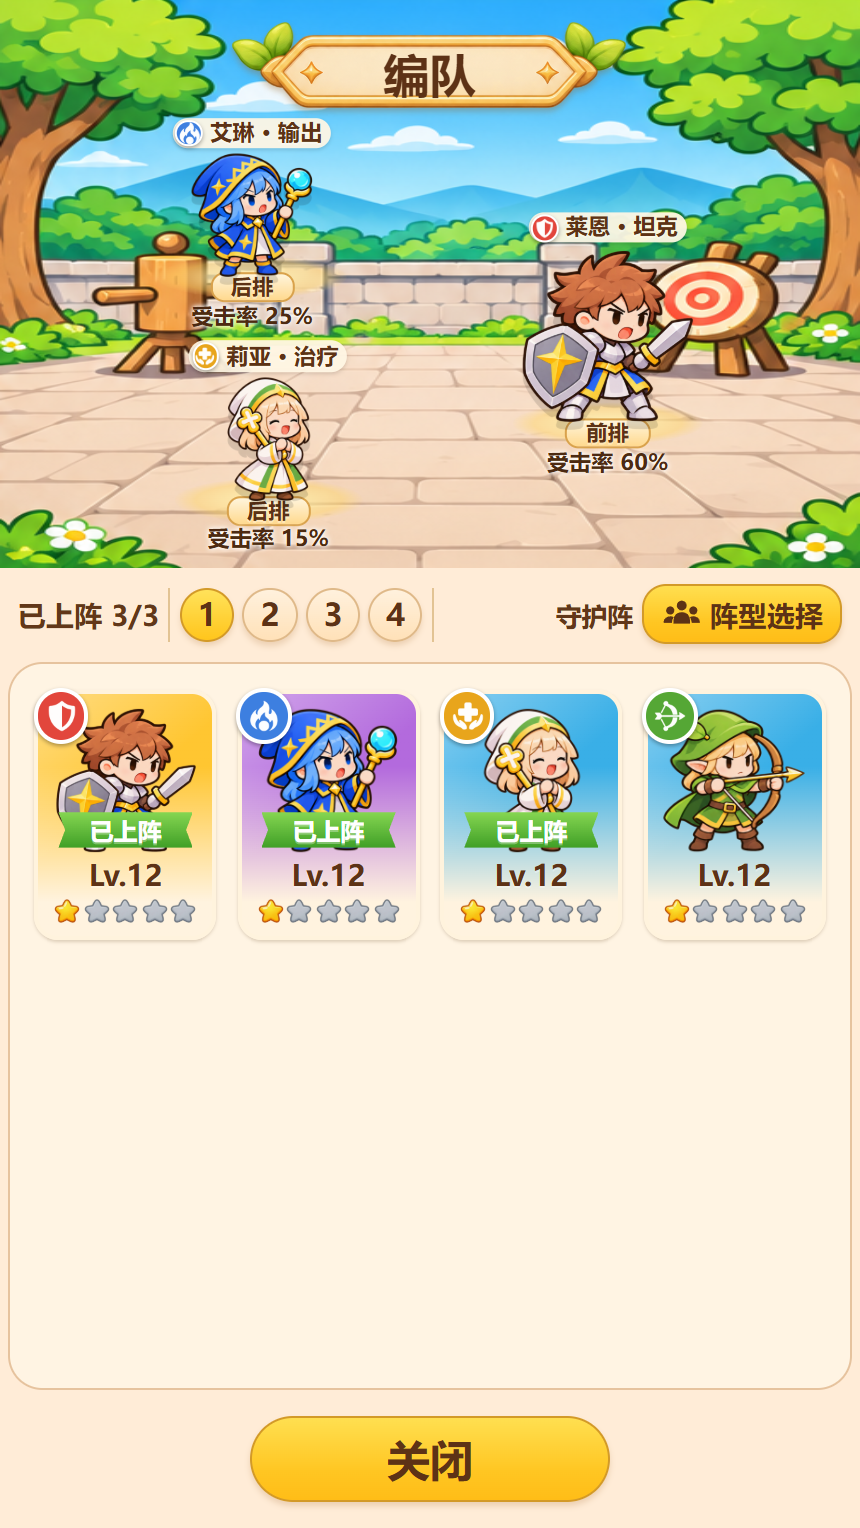 编队
艾琳·输出
后排
受击率 25%
莱恩·坦克
前排
受击率 60%
莉亚·治疗
后排
受击率 15%
已上阵 3/3
1
2
3
4
守护阵
阵型选择
已上阵
Lv.12
已上阵
Lv.12
已上阵
Lv.12
Lv.12
关闭